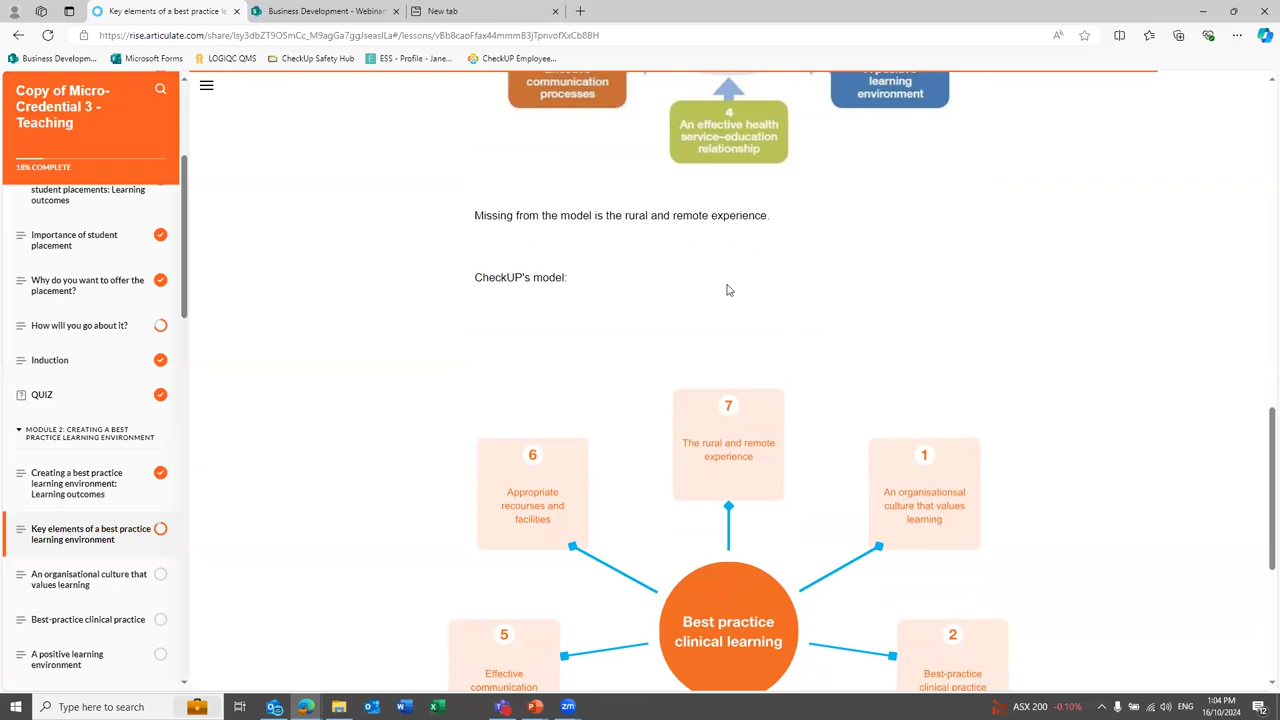 Key elements of a best practice le
Business Development - Webinar
New tab
https://rise.articulate.com/share/Isy3dbZT9OSmCc_M9agGa7ggJseaslLa#/lessons/vBb8caoFfax44mmmB3jTpnvofXxCb8BH
Business Developm...
Microsoft Forms
LOGIQC QMS
CheckUp Safety Hub
ESS - Profile - Jane...
CheckUP Employee...
Copy of Micro-
Credential 3 -
Teaching
18% COMPLETE
student placements: Learning
outcomes
Importance of student
placement
Why do you want to offer the
placement?
How will you go about it?
Induction
QUIZ
MODULE 2: CREATING A BEST
PRACTICE LEARNING ENVIRONMENT
Creating a best practice
learning environment:
Learning outcomes
Key elements of a best practice
learning environment
An organisational culture that
values learning
Best-practice clinical practice
A positive learning
environment
communication
processes
learning
environment
4
An effective health
service–education
relationship
Missing from the model is the rural and remote experience.
CheckUP's model:
7
The rural and remote
experience
6
Appropriate
recourses and
facilities
1
An organisationsal
culture that values
learning
Best practice
clinical learning
5
Effective
communication
2
Best-practice
clinical practice
Type here to search
ASX 200 -0.10%
ENG
1:04 PM
16/10/2024